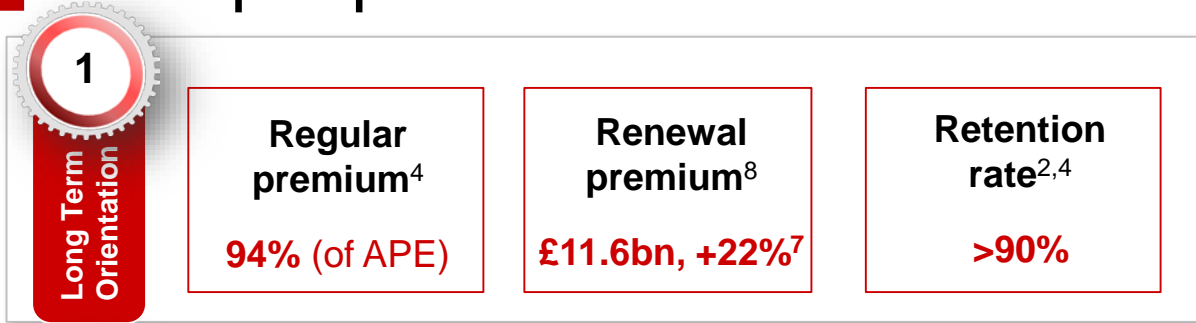 1
Long Term
Orientation
Regular
premium4
94% (of APE)
Renewal
premium8
£11.6bn, +22%7
Retention
rate2,4
>90%